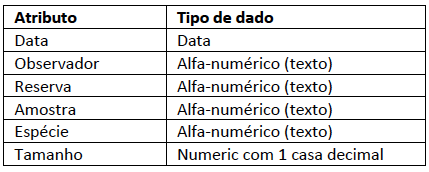 Atributo Tipo de dado
Data Data
Observador Alfa-numérico (texto)
Reserva Alfa-numérico (texto)
Amostra Alfa-numérico (texto)
Espécie Alfa-numérico (texto)
Tamanho Numeric com 1 casa decimal